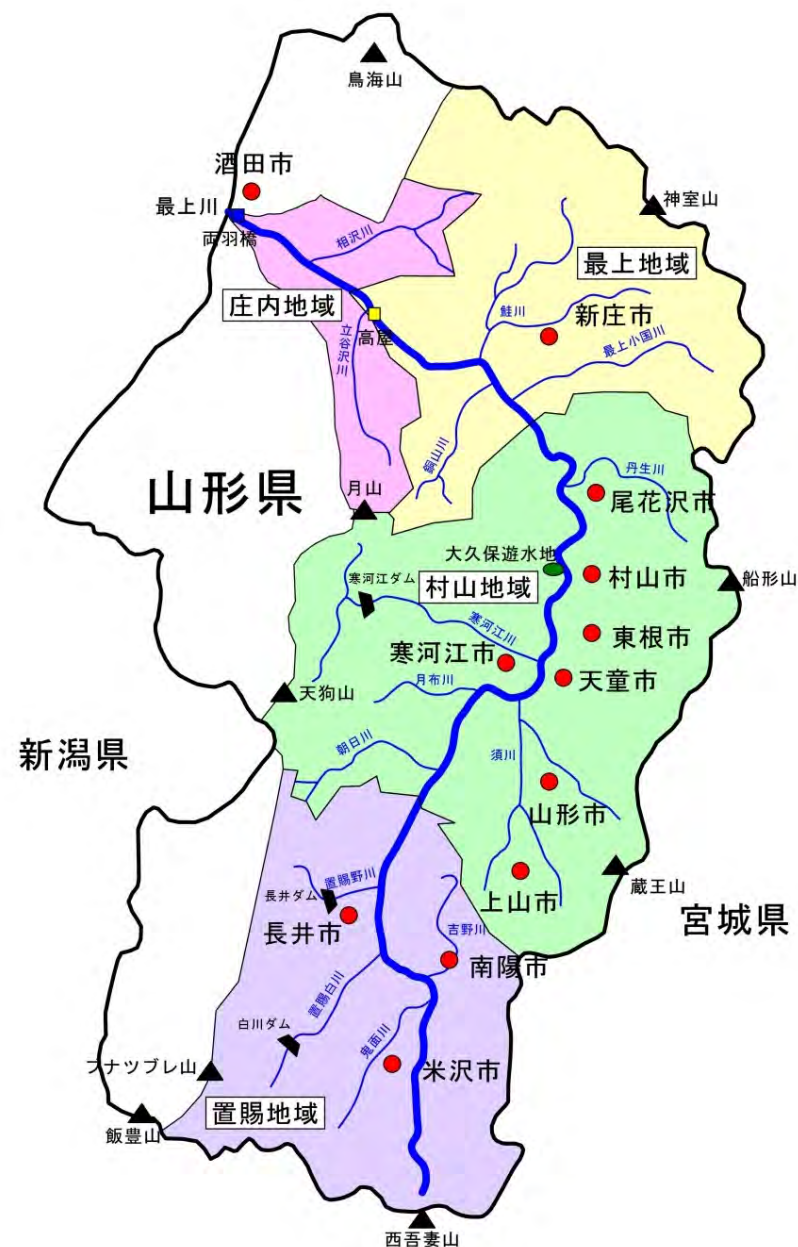 鳥海山
酒田市
最上川
両羽橋
相沢川
神室山
最上地域
庄内地域
鮭川
新庄市
高屋
立谷沢川
最上小国川
銅山川
山形県
月山
丹生川
尾花沢市
大久保遊水地
村山市
船形山
寒河江ダム
村山地域
寒河江川
東根市
寒河江市
天童市
月布川
天狗山
新潟県
朝日川
須川
山形市
蔵王山
上山市
宮城県
置賜野川
長井ダム
長井市
吉野川
南陽市
置賜白川
白川ダム
鬼面川
米沢市
ブナツブレ山
置賜地域
飯豊山
西吾妻山